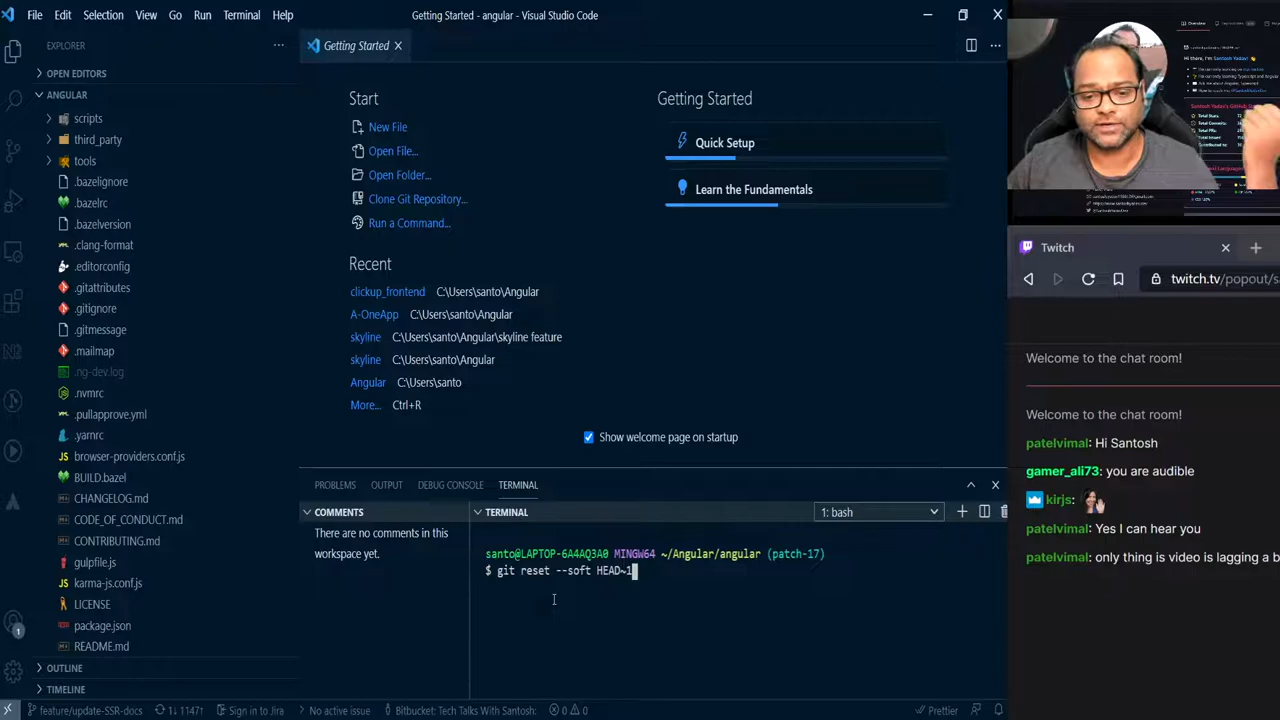 File Edit Selection View Go Run Terminal Help
Getting Started - angular - Visual Studio Code
EXPLORER
OPEN EDITORS
ANGULAR
scripts
third_party
tools
.bazelignore
.bazelrc
.bazelversion
.clang-format
.editorconfig
.gitattributes
.gitignore
.gitmessage
.mailmap
.ng-dev.log
.nvmrc
.pullapprove.yml
.yarnrc
browser-providers.conf.js
BUILD.bazel
CHANGELOG.md
CODE_OF_CONDUCT.md
CONTRIBUTING.md
gulpfile.js
karma-js.conf.js
LICENSE
package.json
README.md
OUTLINE
TIMELINE
Getting Started
Start
New File
Open File...
Open Folder...
Clone Git Repository...
Run a Command...
Recent
clickup_frontend C:\Users\santo\Angular
A-OneApp C:\Users\santo\Angular
skyline C:\Users\santo\Angular\skyline feature
skyline C:\Users\santo\Angular
Angular C:\Users\santo
More... Ctrl+R
Getting Started
Quick Setup
Learn the Fundamentals
Show welcome page on startup
PROBLEMS OUTPUT DEBUG CONSOLE TERMINAL
COMMENTS
There are no comments in this
workspace yet.
TERMINAL
1: bash
santo@LAPTOP-6A4AQ3A0 MINGW64 ~/Angular/angular (patch-17)
$ git reset --soft HEAD~1
1
feature/update-SSR-docs 1↓ 1147↑ Sign in to Jira No active issue Bitbucket: Tech Talks With Santosh: 0 0 Prettier
Overview
Hi there, I'm Santosh Yadav
Twitch
twitch.tv/popout/s
Welcome to the chat room!
Welcome to the chat room!
patelvimal: Hi Santosh
gamer_ali73: you are audible
kirjs:
patelvimal: Yes I can hear you
patelvimal: only thing is video is lagging a b